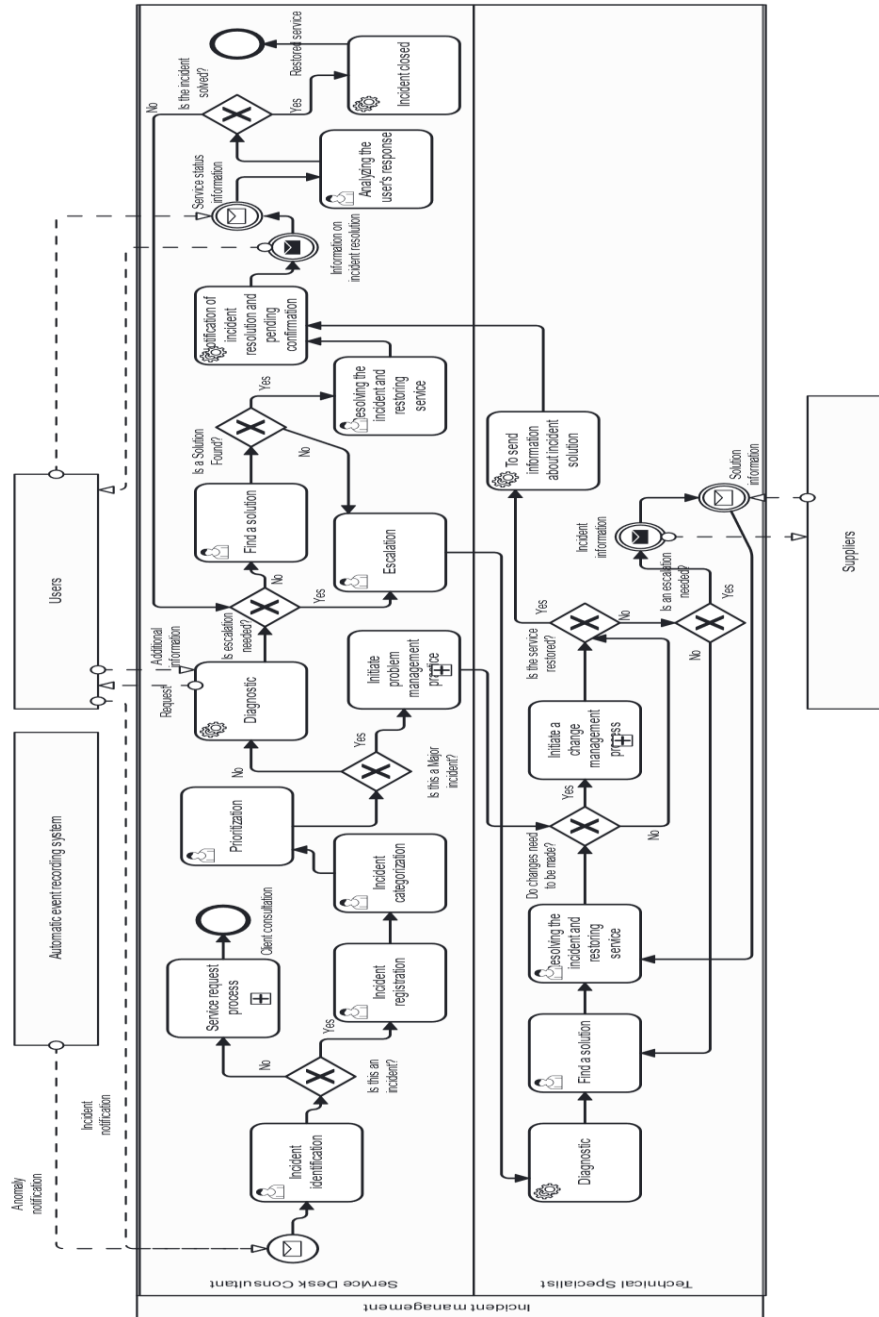 Automatic event recording system
Users
Anomaly
notification
Incident
notification
Request
Additional
information
Incident management
Service Desk Consultant
Incident
identification
Is this an
incident?
No
Yes
Service request
process
Client consultation
Incident
registration
Incident
categorization
Prioritization
Is this a Major
incident?
No
Yes
Initiate
problem
management
practice
Diagnostic
Is escalation
needed?
No
Yes
Find a solution
Escalation
Is a Solution
Found?
Yes
No
esolving the
incident and
restoring
service
Notification of
incident
resolution and
pending
confirmation
Information on
incident resolution
Service status
information
Analyzing the
user's response
Is the incident
solved?
No
Yes
Incident closed
Restored service
Technical Specialist
Diagnostic
Find a solution
esolving the
incident and
restoring
service
Do changes need
to be made?
Yes
No
Initiate a
change
management
process
Is the service
restored?
Yes
No
To send
information
about incident
solution
Is an escalation
needed?
No
Yes
Incident
information
Solution
information
Suppliers